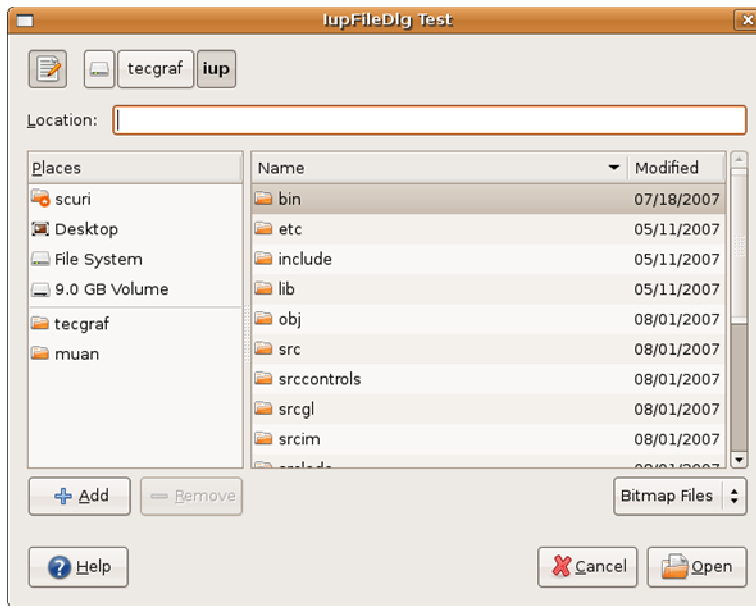 IupFileDlg Test
tecgraf iup
Location:
Places
scuri
Desktop
File System
9.0 GB Volume
tecgraf
muan
Name Modified
bin 07/18/2007
etc 05/11/2007
include 05/11/2007
lib 05/11/2007
obj 08/01/2007
src 08/01/2007
srccontrols 08/01/2007
srcgl 08/01/2007
srcim 08/01/2007
Add Remove Bitmap Files
Help Cancel Open